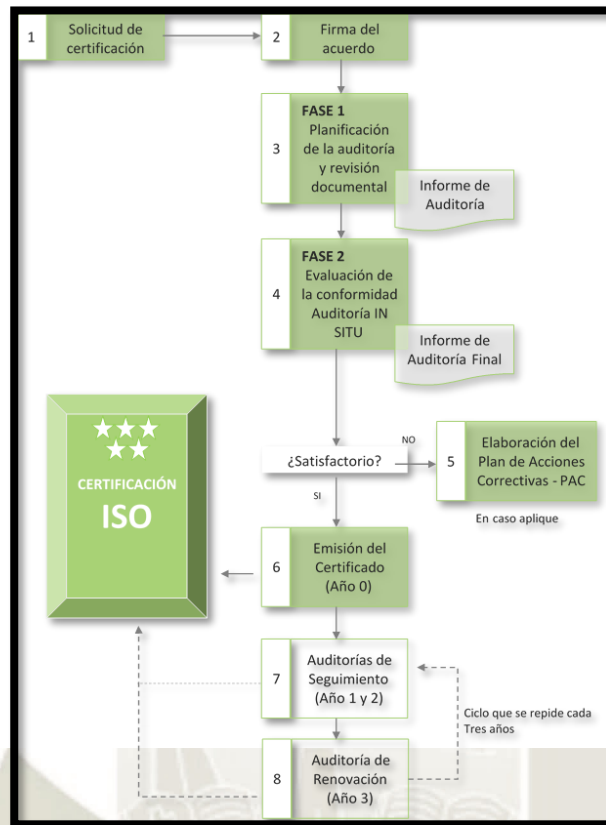 1
Solicitud de
certificación
2
Firma del
acuerdo
3
FASE 1
Planificación
de la auditoría
y revisión
documental
Informe de
Auditoría
4
FASE 2
Evaluación de
la conformidad
Auditoría IN
SITU
Informe de
Auditoría Final
¿Satisfactorio?
NO
5
Elaboración del
Plan de Acciones
Correctivas - PAC
En caso aplique
SI
CERTIFICACIÓN
ISO
6
Emisión del
Certificado
(Año 0)
7
Auditorías de
Seguimiento
(Año 1 y 2)
Ciclo que se repide cada
Tres años
8
Auditoría de
Renovación
(Año 3)